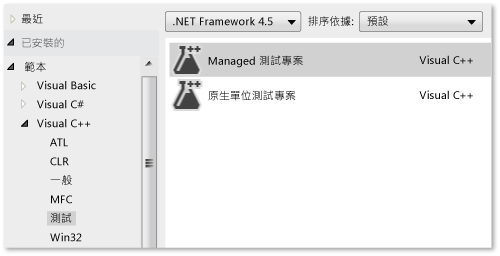 最近
已安裝的
範本
Visual Basic
Visual C#
Visual C++
ATL
CLR
一般
MFC
測試
Win32
.NET Framework 4.5 排序依據: 預設
Managed 測試專案 Visual C++
原生單位測試專案 Visual C++